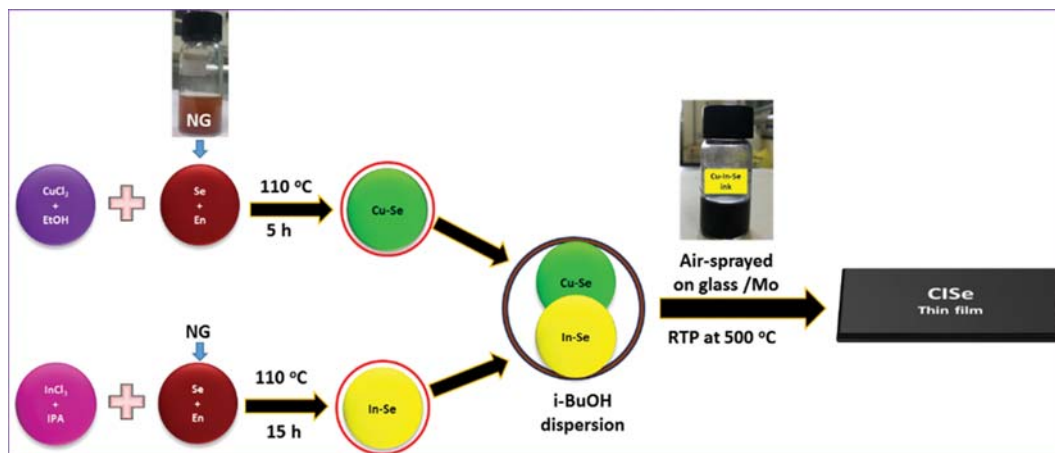 NG
CuCl₂
+
EtOH
Se
+
En
110 °C
5 h
Cu-Se
NG
InCl₃
+
IPA
Se
+
En
110 °C
15 h
In-Se
Cu-Se
In-Se
i-BuOH
dispersion
Cu-In-Se
ink
Air-sprayed
on glass /Mo
RTP at 500 °C
CISe
Thin film